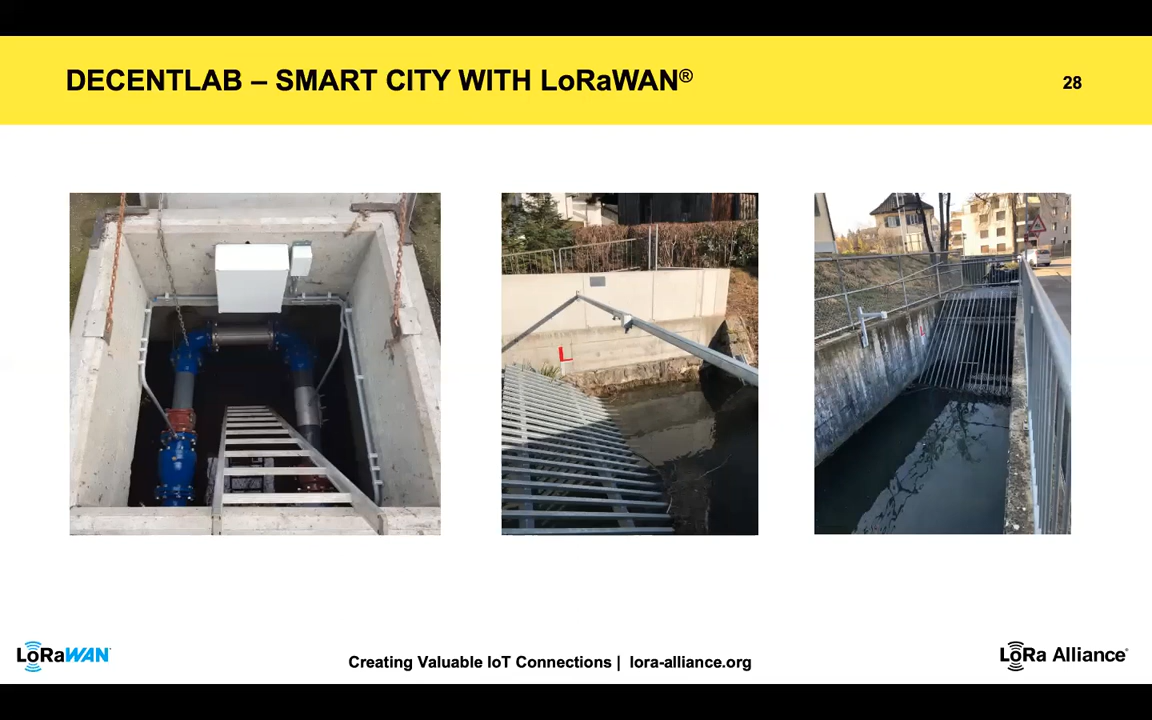 DECENTLAB – SMART CITY WITH LoRaWAN®
28
L
LoRaWAN
Creating Valuable IoT Connections | lora-alliance.org
LoRa Alliance®